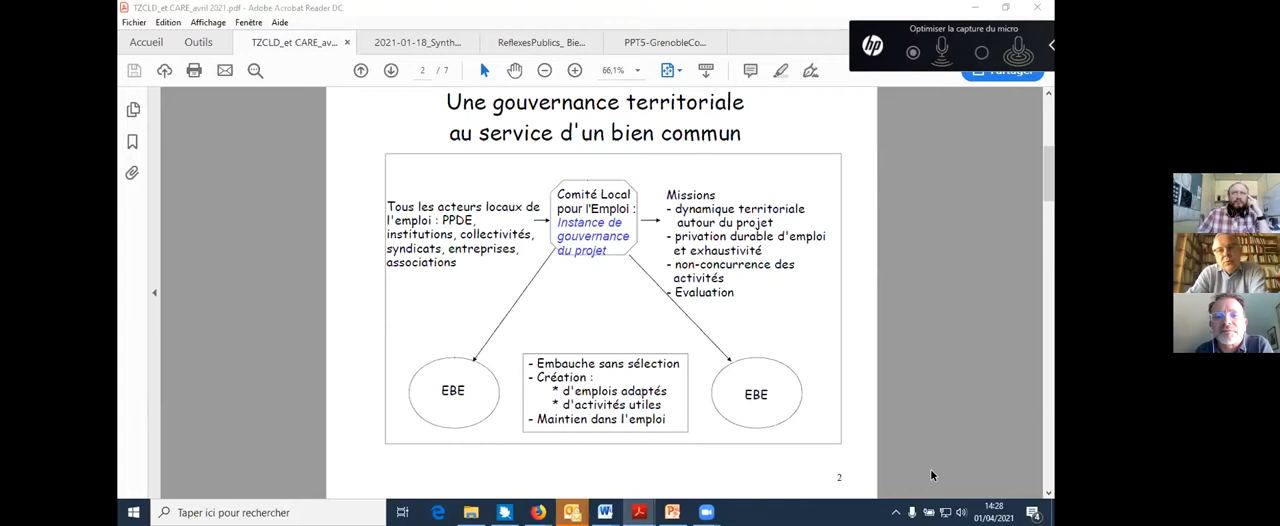 TZCLD_et CARE_avril 2021.pdf - Adobe Acrobat Reader DC
Fichier Edition Affichage Fenêtre Aide
Optimiser la capture du micro
Accueil Outils TZCLD_et CARE_av... × 2021-01-18_Synth... ReflexesPublics_ Bie... PPT5-GrenobleCo...
2 / 7 66,1%
Partager
Une gouvernance territoriale
au service d'un bien commun
Tous les acteurs locaux de
l'emploi : PPDE,
institutions, collectivités,
syndicats, entreprises,
associations
Comité Local
pour l'Emploi :
Instance de
gouvernance
du projet
Missions
- dynamique territoriale
autour du projet
- privation durable d'emploi
et exhaustivité
- non-concurrence des
activités
- Evaluation
EBE
- Embauche sans sélection
- Création :
* d'emplois adaptés
* d'activités utiles
- Maintien dans l'emploi
EBE
2
Taper ici pour rechercher
14:28
01/04/2021
4